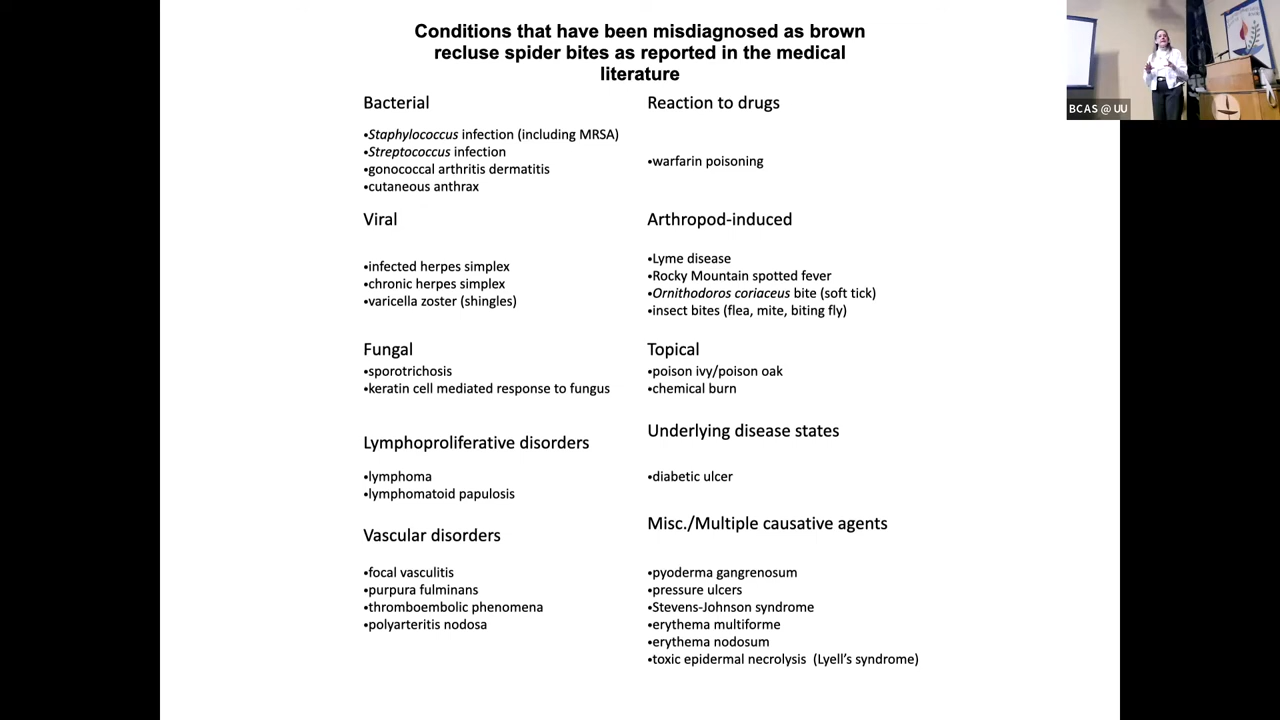 Conditions that have been misdiagnosed as brown
recluse spider bites as reported in the medical
literature
Bacterial
•Staphylococcus infection (including MRSA)
•Streptococcus infection
•gonococcal arthritis dermatitis
•cutaneous anthrax
Viral
•infected herpes simplex
•chronic herpes simplex
•varicella zoster (shingles)
Fungal
•sporotrichosis
•keratin cell mediated response to fungus
Lymphoproliferative disorders
•lymphoma
•lymphomatoid papulosis
Vascular disorders
•focal vasculitis
•purpura fulminans
•thromboembolic phenomena
•polyarteritis nodosa
Reaction to drugs
•warfarin poisoning
Arthropod-induced
•Lyme disease
•Rocky Mountain spotted fever
•Ornithodoros coriaceus bite (soft tick)
•insect bites (flea, mite, biting fly)
Topical
•poison ivy/poison oak
•chemical burn
Underlying disease states
•diabetic ulcer
Misc./Multiple causative agents
•pyoderma gangrenosum
•pressure ulcers
•Stevens-Johnson syndrome
•erythema multiforme
•erythema nodosum
•toxic epidermal necrolysis (Lyell's syndrome)
BCAS @ UU